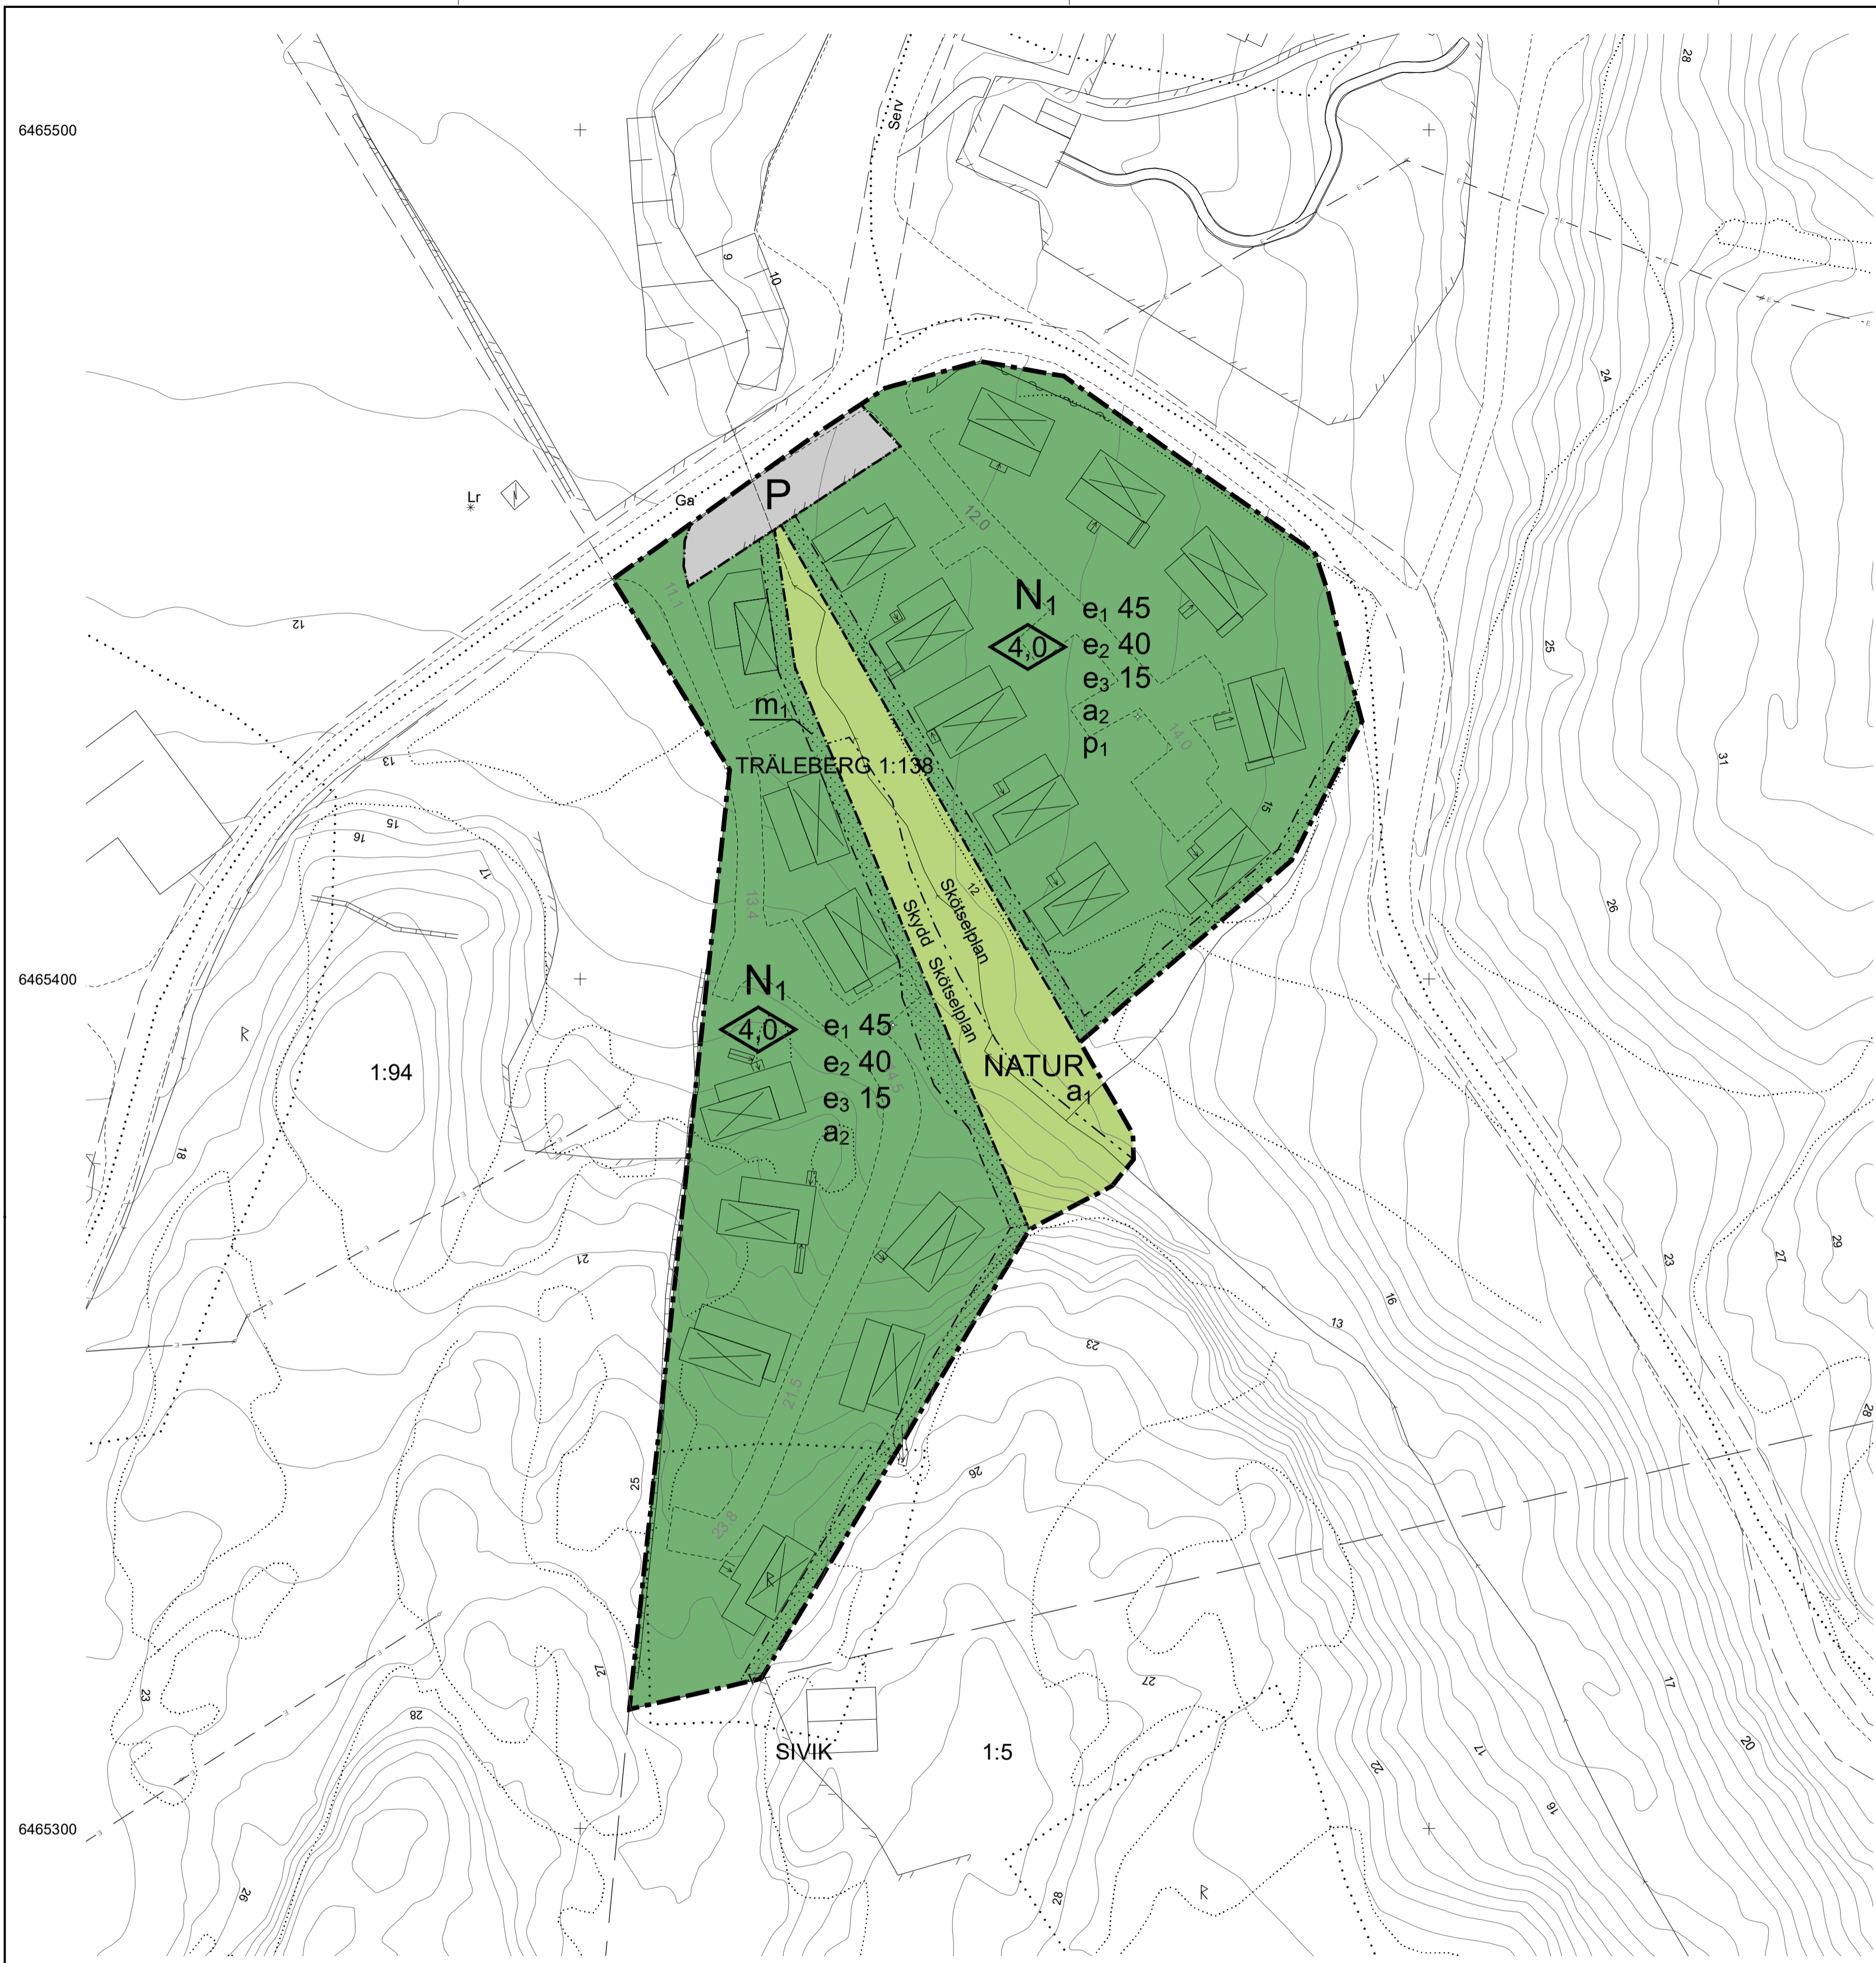 28
6465500
Serv
9
10
E
E
E
E
E
E
E
24
Lr
Ga
P
12.0
11.1
12
N1
e1 45
4,0
e2 40
e3 15
a2
p1
m1
14.0
25
31
13
TRÄLEBERG 1:138
15
15
16
17
12
13.4
Skötselplan
Skydd
Skötselplan
26
6465400
N1
4,0
e1 45
e2 40
e3 15
a2
14.5
NATUR
a1
1:94
18
21
16
13
23
23
27
29
28
21.5
25
26
23.8
27
27
23
28
17
SIVIK
1:5
17
22
20
16
6465300
26
28